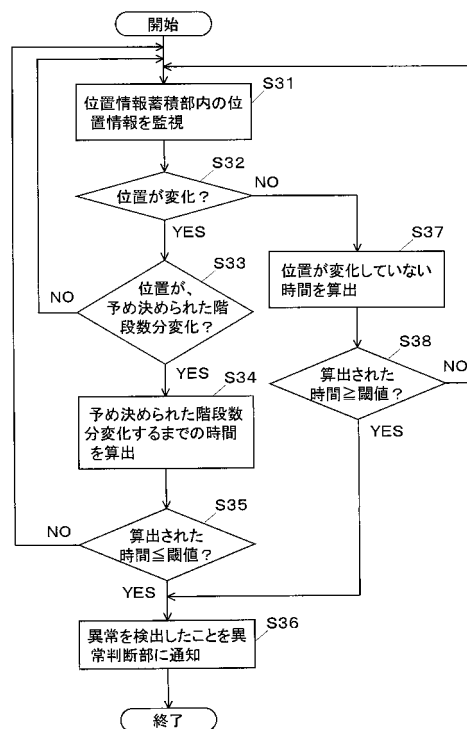 開始
S31
位置情報蓄積部内の位
置情報を監視
S32
位置が変化？
NO
YES
S33
位置が、
予め決められた階
段数分変化？
NO
YES
S37
位置が変化していない
時間を算出
S38
算出された
時間≧閾値？
NO
YES
S34
予め決められた階段数
分変化するまでの時間
を算出
S35
算出された
時間≦閾値？
NO
YES
S36
異常を検出したことを異
常判断部に通知
終了